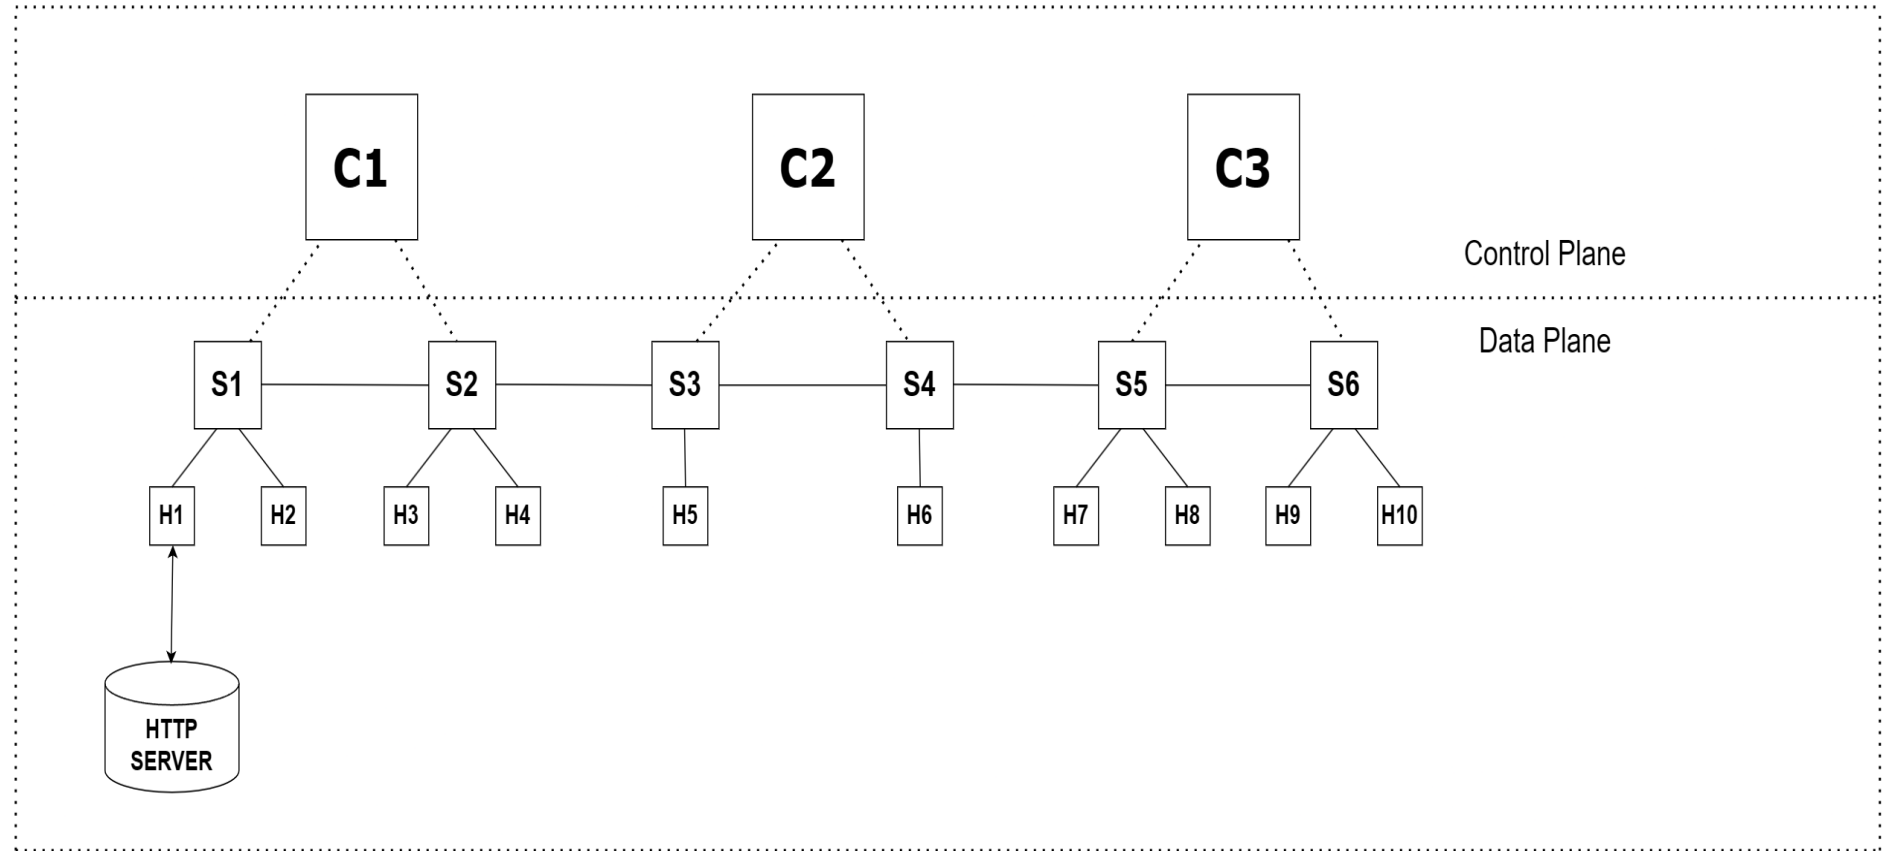 C1
C2
C3
Control Plane
Data Plane
S1
S2
S3
S4
S5
S6
H1
H2
H3
H4
H5
H6
H7
H8
H9
H10
HTTP
SERVER